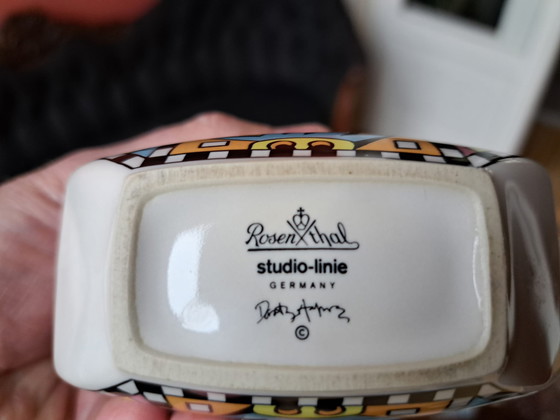 Rosenthal
studio-linie
GERMANY
©